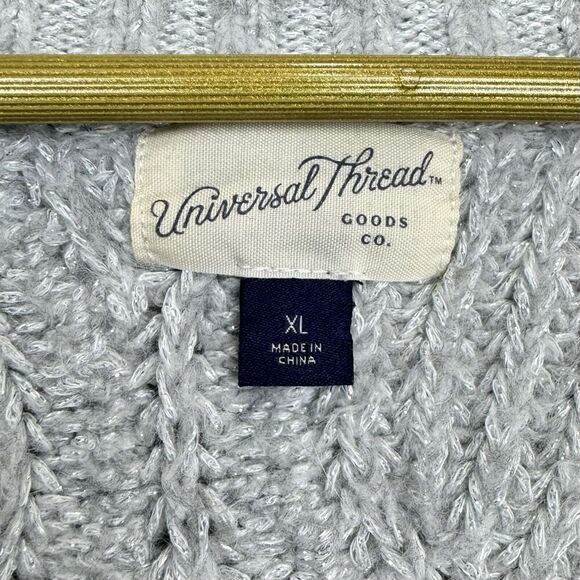 Universal Thread™
GOODS
CO.
XL
MADE IN
CHINA